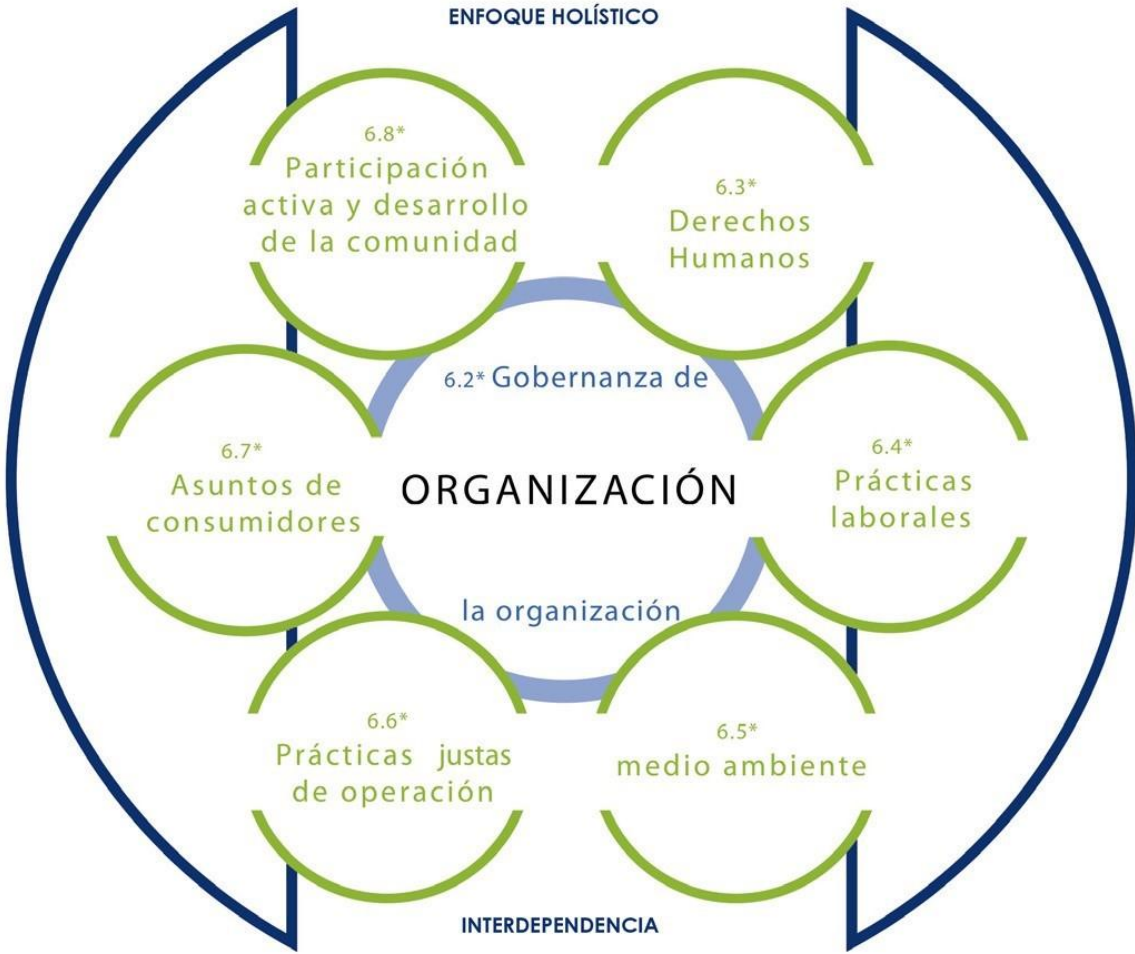 ENFOQUE HOLÍSTICO
6.8*
Participación
activa y desarrollo
de la comunidad
6.3*
Derechos
Humanos
6.2* Gobernanza de
6.7*
Asuntos de
consumidores
ORGANIZACIÓN
6.4*
Prácticas
laborales
la organización
6.6*
Prácticas justas
de operación
6.5*
medio ambiente
INTERDEPENDENCIA